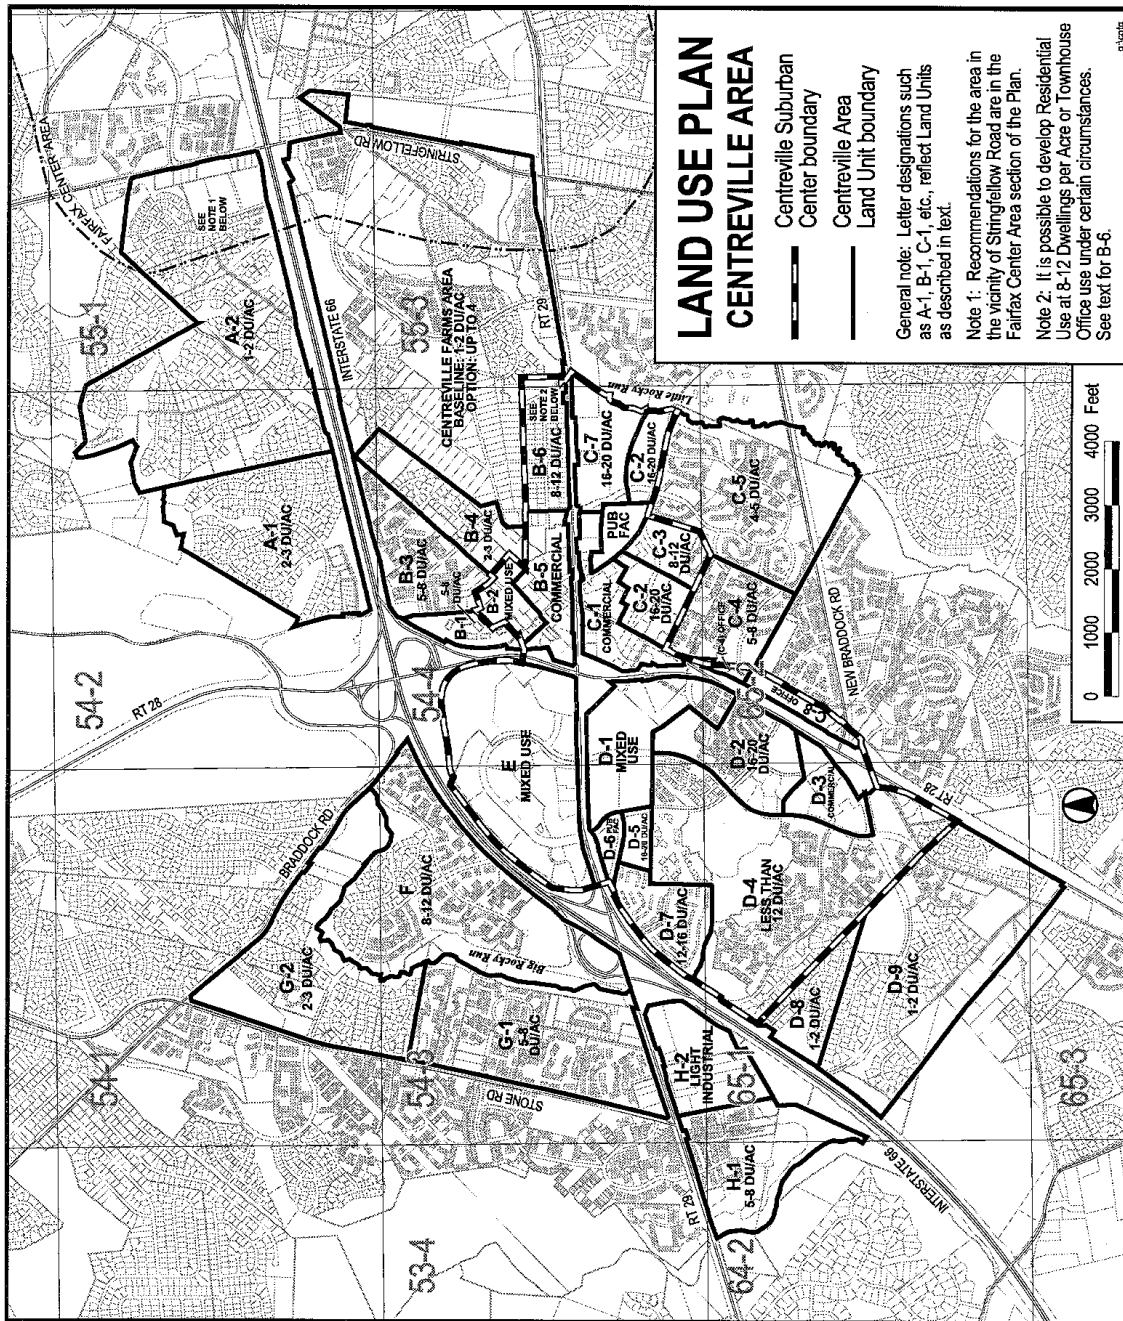 LAND USE PLAN
CENTREVILLE AREA
Centreville Suburban
Center boundary
Centreville Area
Land Unit boundary
General note: Letter designations such
as A-1, B-1, C-1, etc., reflect Land Units
as described in text.
Note 1: Recommendations for the area in
the vicinity of Stringfellow Road are in the
Fairfax Center Area section of the Plan.
Note 2: It is possible to develop Residential
Use at 8-12 Dwellings per Acre or Townhouse
Office use under certain circumstances.
See text for B-6.
0 1000 2000 3000 4000 Feet
54-1
54-2
55-1
53-4
54-3
54-4
55-3
64-2
65-1
65-3
"FAIRFAX CENTER AREA"
SEE
NOTE 1
BELOW
A-2
1-2 DU/AC
A-1
2-3 DU/AC
INTERSTATE 66
STRINGFELLOW RD
CENTREVILLE FARMS AREA
BASELINE: 1-2 DU/AC
OPTION: UP TO 4
RT 29
RT 28
BRADDOCK RD
B-3
5-8 DU/AC
B-4
2-3 DU/AC
B-1
5-8
DU/AC
B-2
MIXED USE
B-5
COMMERCIAL
B-6
8-12 DU/AC
SEE
NOTE 2
BELOW
Little Rocky Run
C-7
16-20 DU/AC
C-2
16-20 DU/AC
PUB
FAC
C-3
8-12
DU/AC
C-1
COMMERCIAL
C-2
16-20
DU/AC
C-5
4-5 DU/AC
C-4
5-8 DU/AC
NEW BRADDOCK RD
C-8 OFFICE
E
MIXED USE
D-1
MIXED
USE
D-2
16-20
DU/AC
D-3
COMMERCIAL
RT 28
D-6 PUB
FAC
D-5
D-7
12-16 DU/AC
D-4
LESS THAN
12 DU/AC
D-8
1-2 DU/AC
D-9
1-2 DU/AC
F
8-12 DU/AC
Big Rocky Run
G-2
2-3 DU/AC
G-1
5-8
DU/AC
STONE RD
H-2
LIGHT
INDUSTRIAL
H-1
5-8 DU/AC
RT 29
INTERSTATE 66